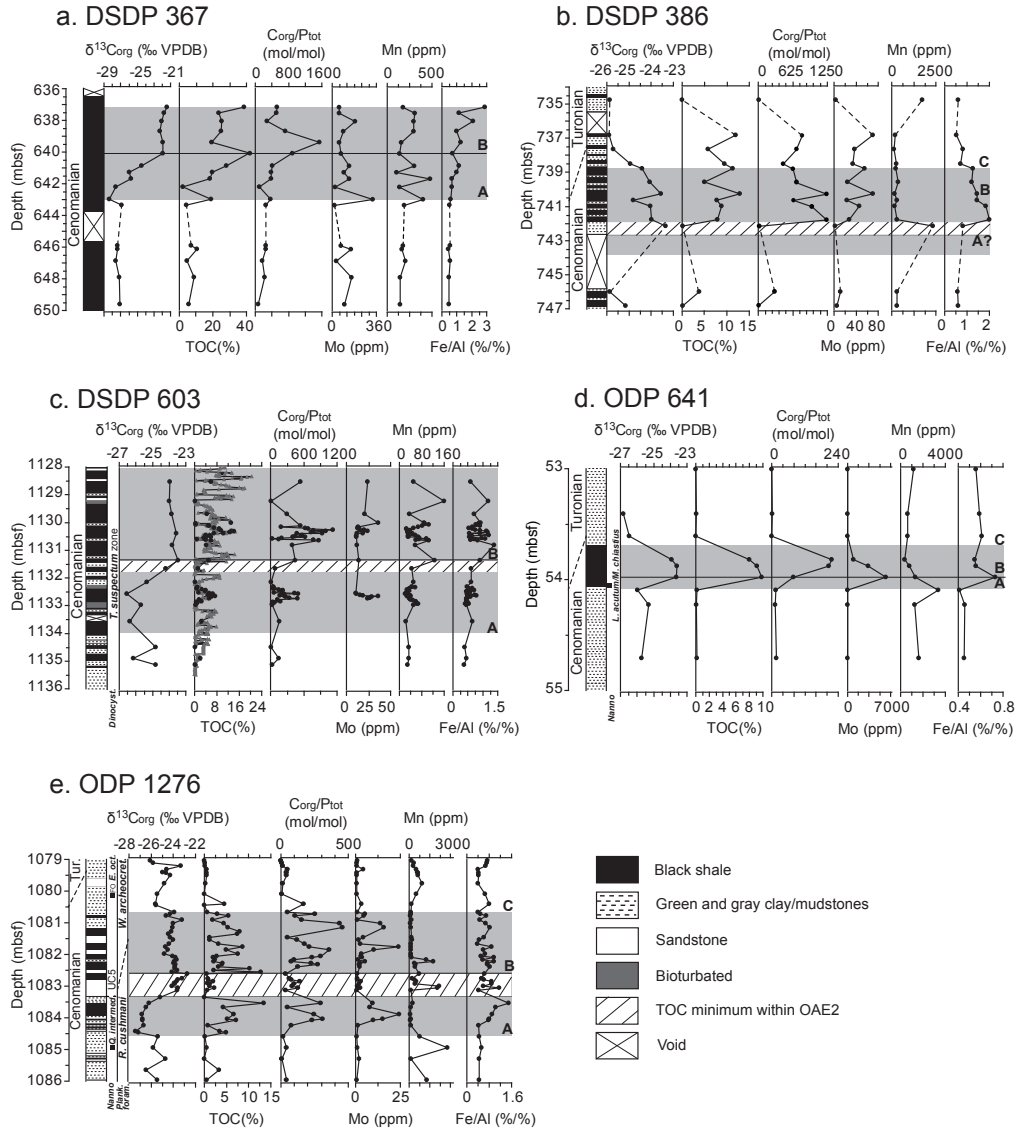 a. DSDP 367
δ13Corg (‰ VPDB)
Corg/Ptot (mol/mol)
Mn (ppm)
-29 -25 -21
0 800 1600
0 500
636
638
640
642
644
646
648
650
Depth (mbsf)
Cenomanian
B
A
0 20 40
0 360
0 1 2 3
TOC(%)
Mo (ppm)
Fe/Al (%/%)
b. DSDP 386
δ13Corg (‰ VPDB)
Corg/Ptot (mol/mol)
Mn (ppm)
-26 -25 -24 -23
0 625 1250
0 2500
735
737
739
741
743
745
747
Depth (mbsf)
Turonian
Cenomanian
C
B
A?
0 5 10 15
0 40 80
0 1 2
TOC(%)
Mo (ppm)
Fe/Al (%/%)
c. DSDP 603
δ13Corg (‰ VPDB)
Corg/Ptot (mol/mol)
Mn (ppm)
-27 -25 -23
0 600 1200
0 80 160
1128
1129
1130
1131
1132
1133
1134
1135
1136
Depth (mbsf)
Cenomanian
T. suspectum zone
Dinocyst.
B
A
0 8 16 24
0 25 50
0 1.5
TOC(%)
Mo (ppm)
Fe/Al (%/%)
d. ODP 641
δ13Corg (‰ VPDB)
Corg/Ptot (mol/mol)
Mn (ppm)
-27 -25 -23
0 240
0 4000
53
54
55
Depth (mbsf)
Turonian
Cenomanian
L. acutum/M. chiastius
Nanno
C
B
A
0 2 4 6 8 10
0 700
0.4 0.8
TOC(%)
Mo (ppm)
Fe/Al (%/%)
e. ODP 1276
δ13Corg (‰ VPDB)
Corg/Ptot (mol/mol)
Mn (ppm)
-28 -26 -24 -22
0 500
0 3000
1079
1080
1081
1082
1083
1084
1085
1086
Depth (mbsf)
Tur.
Cenomanian
E. oct.
W. archeocret.
UC5
Q. intermed.
R. cushmani
Nanno
Plank. foram.
C
B
A
0 5 10 15
0 25
0 1.6
TOC(%)
Mo (ppm)
Fe/Al (%/%)
Black shale
Green and gray clay/mudstones
Sandstone
Bioturbated
TOC minimum within OAE2
Void